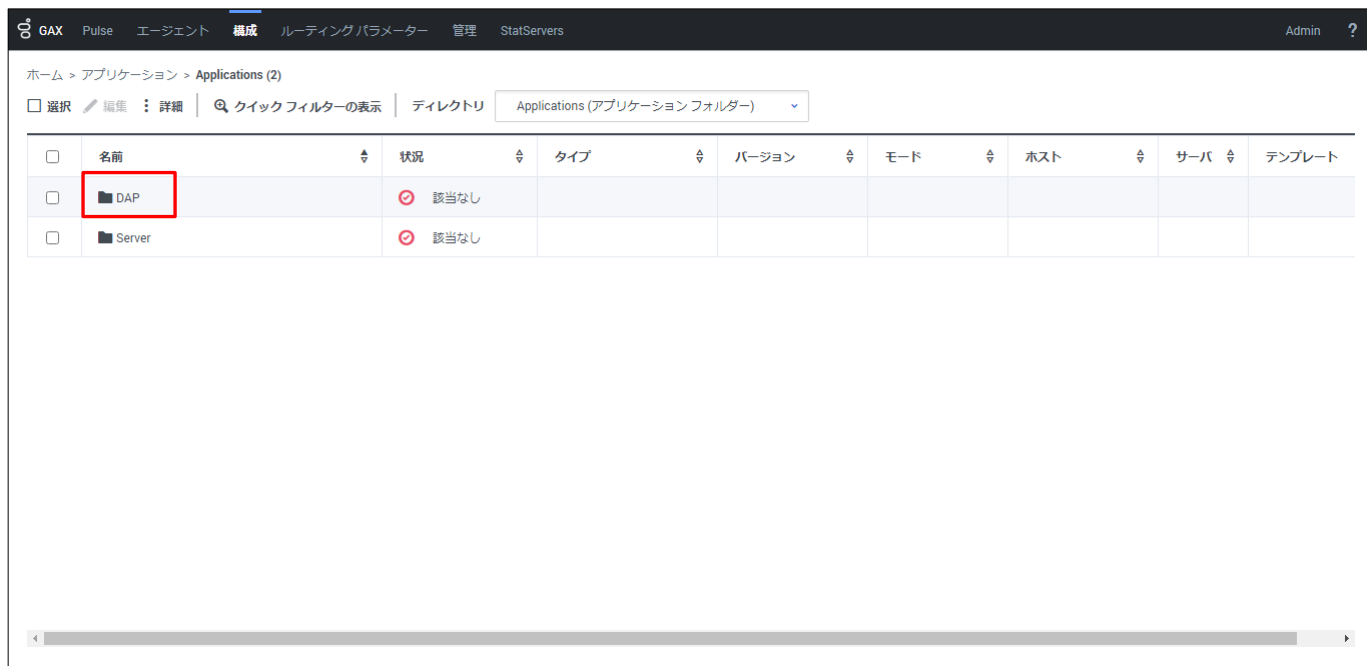 GAX Pulse エージェント 構成 ルーティング パラメーター 管理 StatServers Admin ?
ホーム > アプリケーション > Applications (2)
選択 編集 詳細 クイック フィルターの表示 ディレクトリ Applications (アプリケーション フォルダー)
名前 状況 タイプ バージョン モード ホスト サーバ テンプレート
DAP 該当なし
Server 該当なし